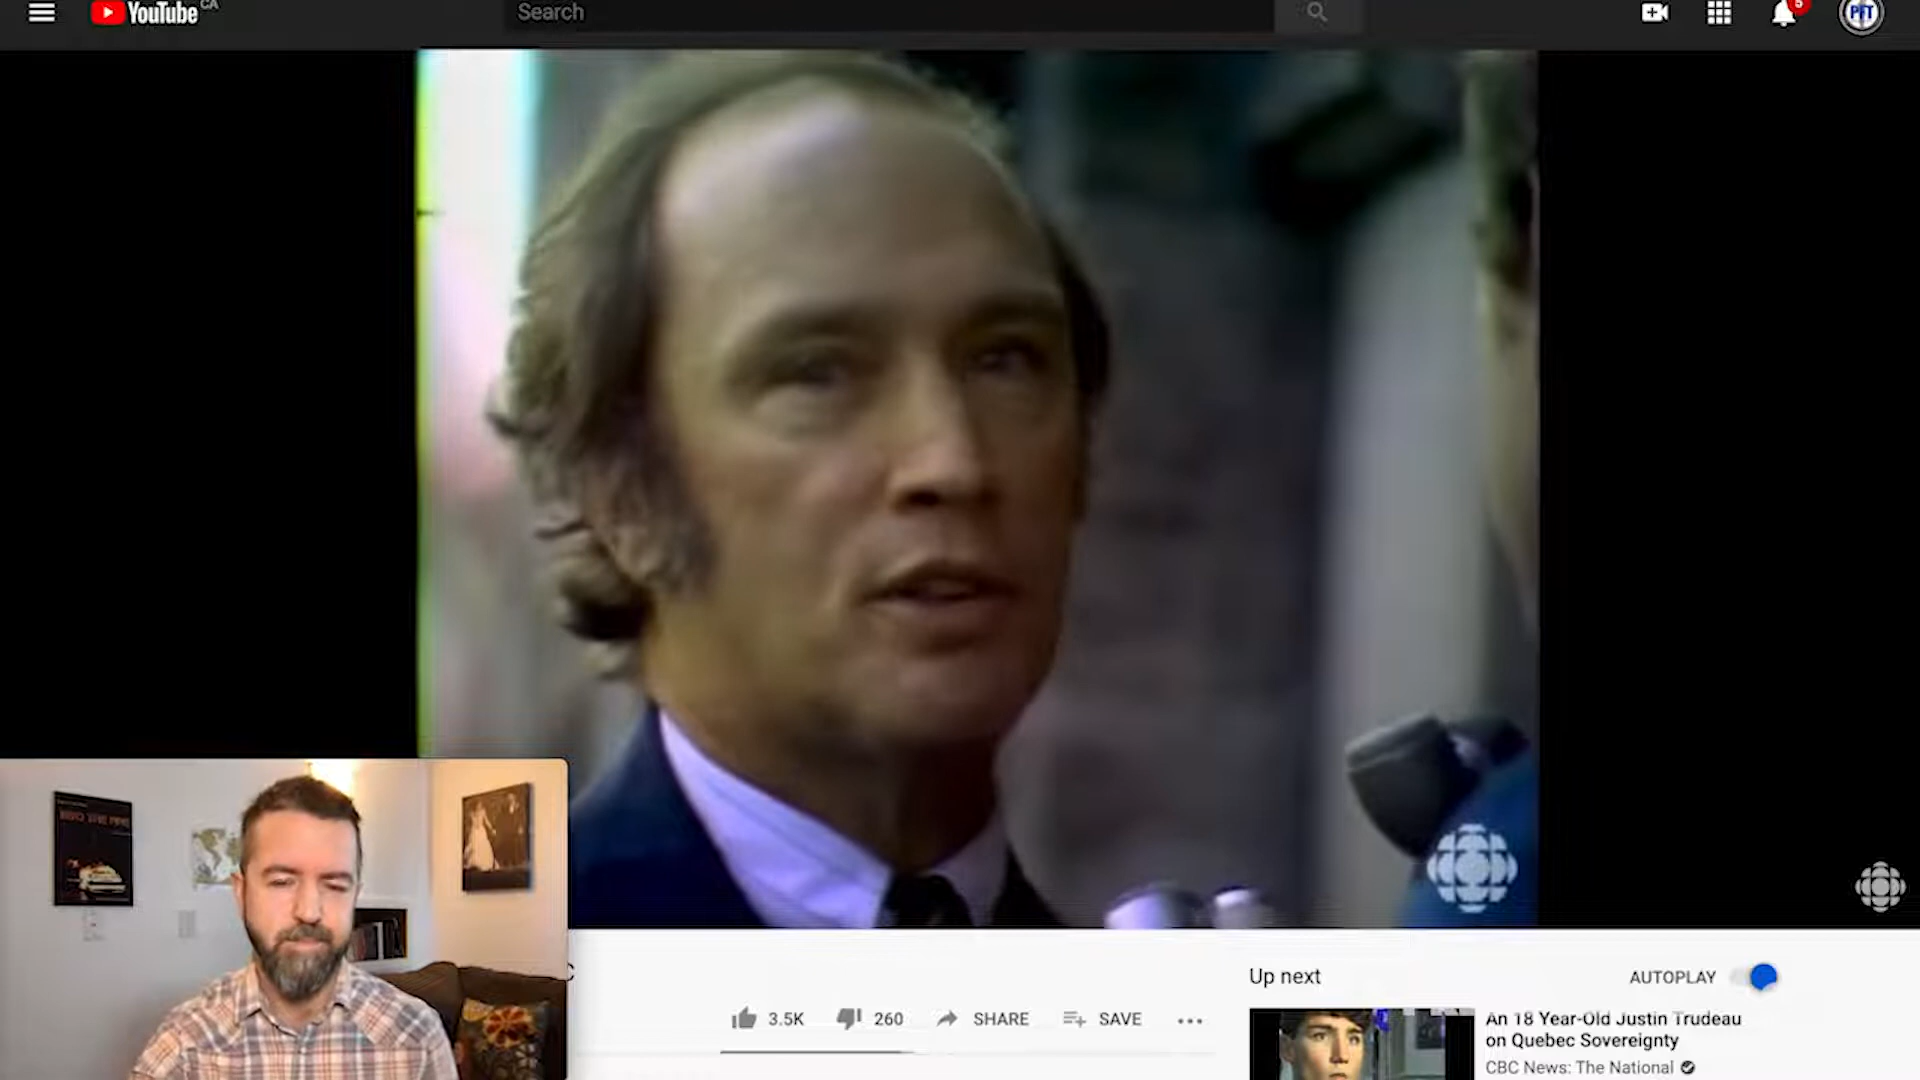 YouTube CA
Search
5
PFT
3.5K
260
SHARE
SAVE
Up next
AUTOPLAY
An 18 Year-Old Justin Trudeau
on Quebec Sovereignty
CBC News: The National